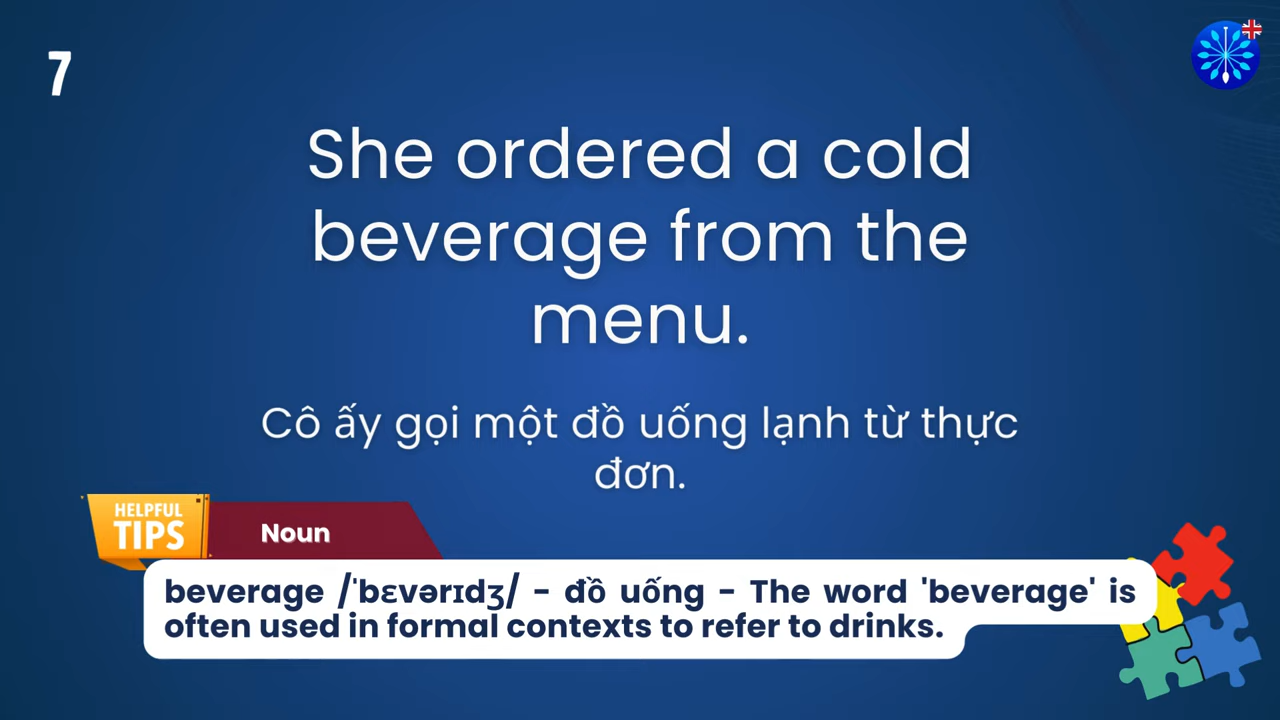 7
She ordered a cold
beverage from the
menu.
Cô ấy gọi một đồ uống lạnh từ thực
đơn.
HELPFUL
TIPS
Noun
beverage /ˈbɛvərɪdʒ/ - đồ uống - The word 'beverage' is
often used in formal contexts to refer to drinks.